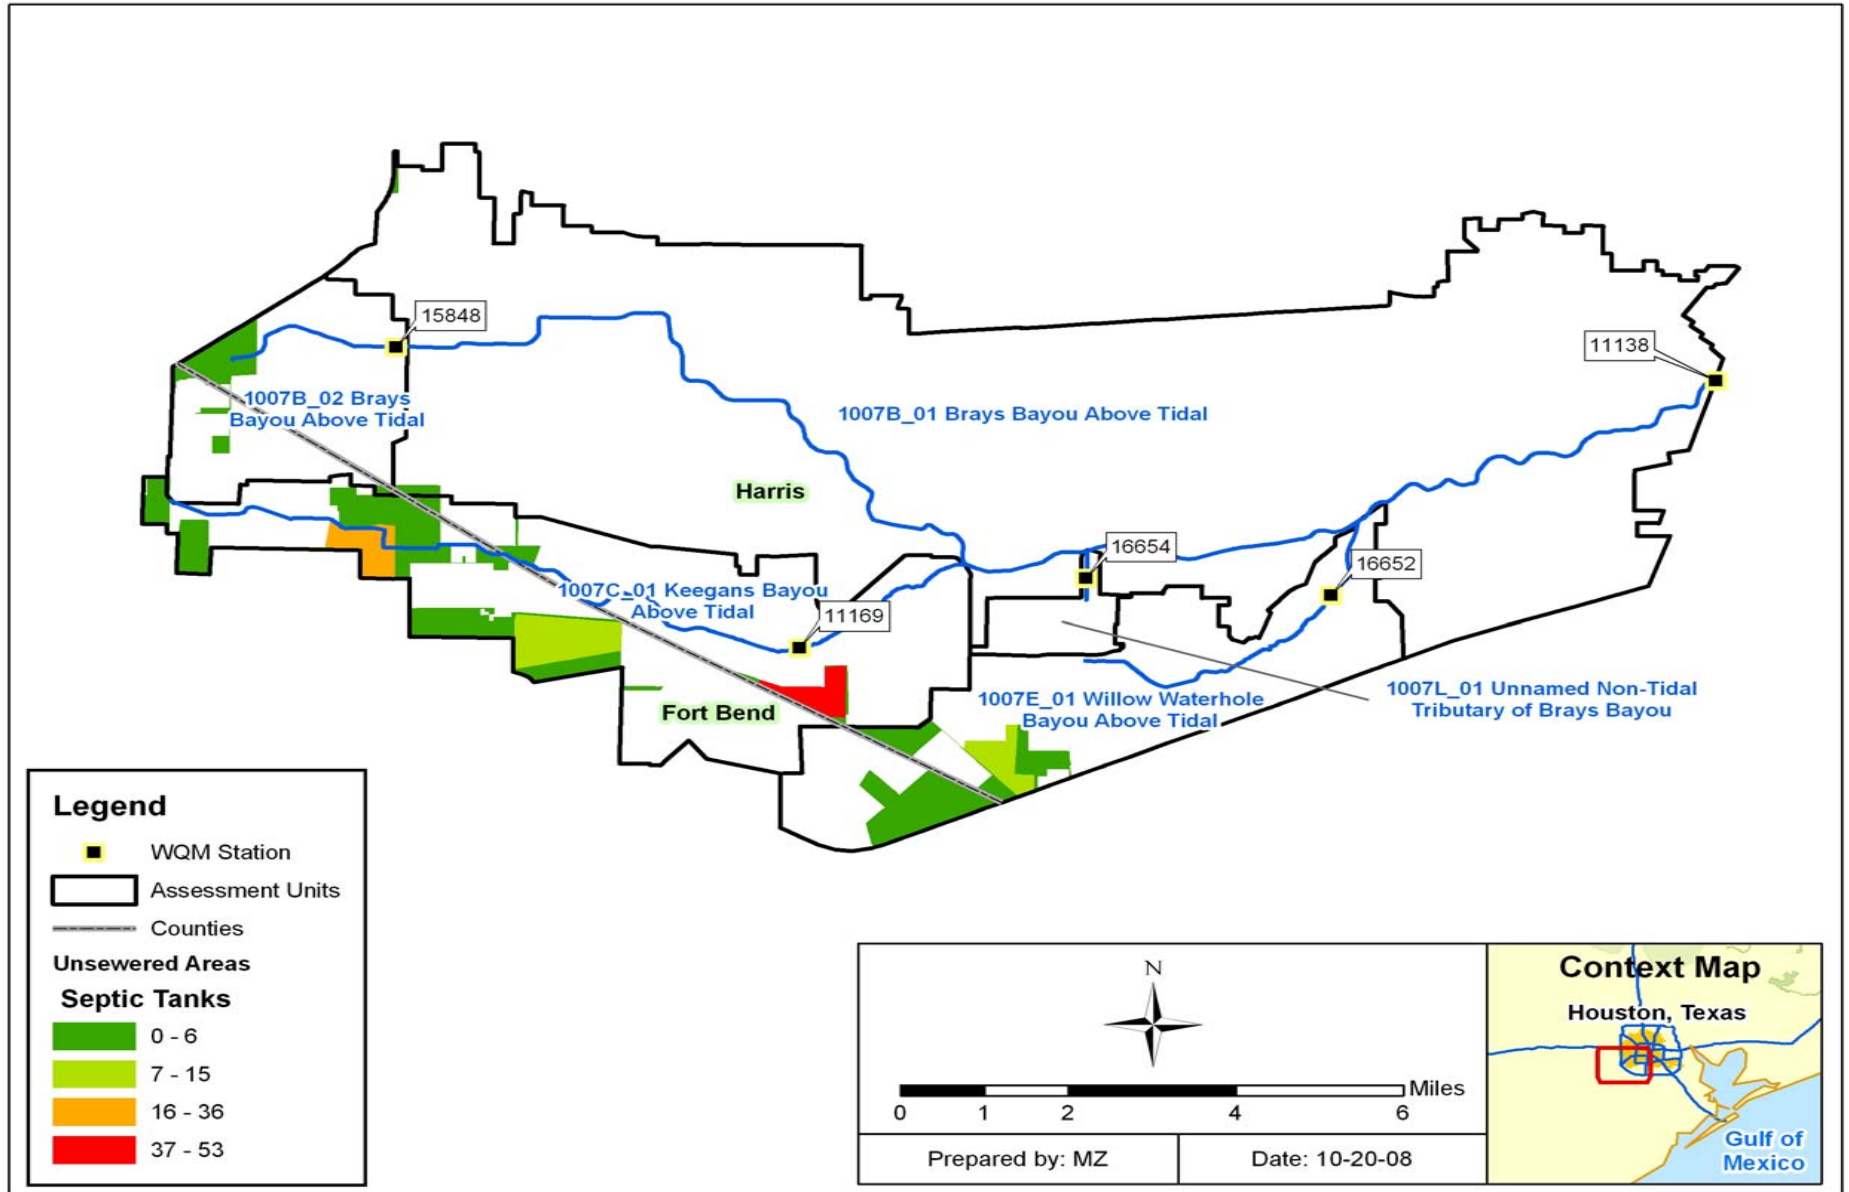 15848
11138
1007B_02 Brays
Bayou Above Tidal
1007B_01 Brays Bayou Above Tidal
Harris
16654
16652
1007C_01 Keegans Bayou
Above Tidal
11169
1007E_01 Willow Waterhole
Bayou Above Tidal
1007L_01 Unnamed Non-Tidal
Tributary of Brays Bayou
Fort Bend
Legend
WQM Station
Assessment Units
Counties
Unsewered Areas
Septic Tanks
0 - 6
7 - 15
16 - 36
37 - 53
N
Miles
0 1 2 4 6
Prepared by: MZ
Date: 10-20-08
Context Map
Houston, Texas
Gulf of
Mexico